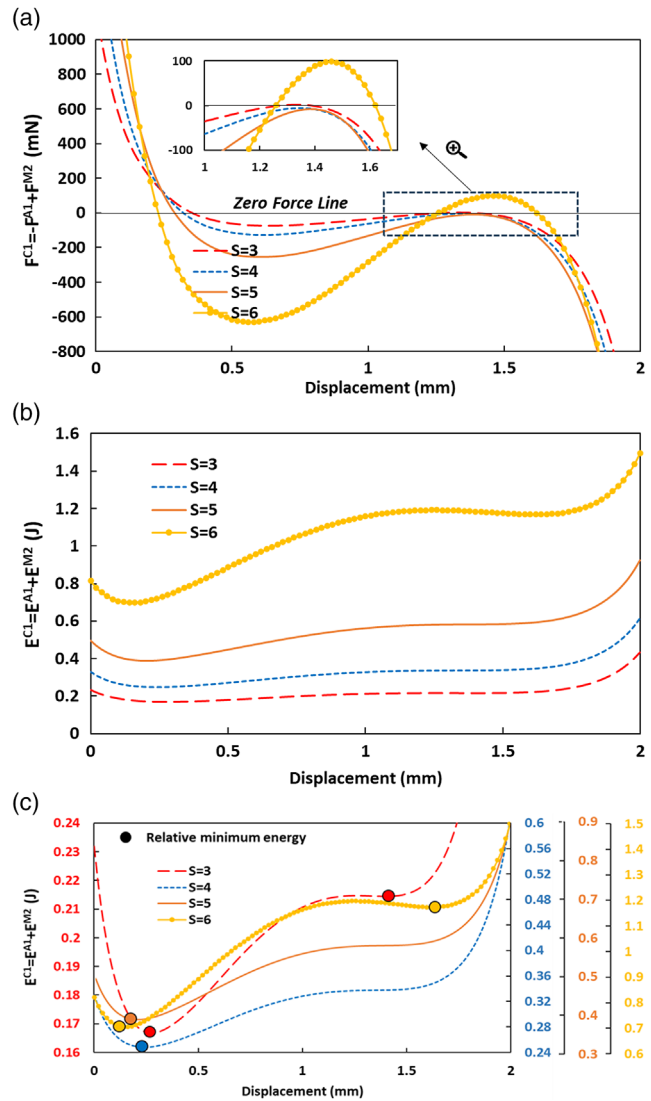 (a)
1000
800
600
400
200
0
-200
-400
-600
-800
F^C1=-F^A1+F^M2 (mN)
100
0
-100
1 1.2 1.4 1.6
Zero Force Line
S=3
S=4
S=5
S=6
0 0.5 1 1.5 2
Displacement (mm)
(b)
1.6
1.4
1.2
1
0.8
0.6
0.4
0.2
0
E^C1=E^A1+E^M2 (J)
S=3
S=4
S=5
S=6
0 0.5 1 1.5 2
Displacement (mm)
(c)
0.24
0.23
0.22
0.21
0.2
0.19
0.18
0.17
0.16
E^C1=E^A1+E^M2 (J)
Relative minimum energy
S=3
S=4
S=5
S=6
0 0.5 1 1.5 2
Displacement (mm)
0.6
0.56
0.52
0.48
0.44
0.4
0.36
0.32
0.28
0.24
0.9
0.8
0.7
0.6
0.5
0.4
0.3
1.5
1.4
1.3
1.2
1.1
1
0.9
0.8
0.7
0.6